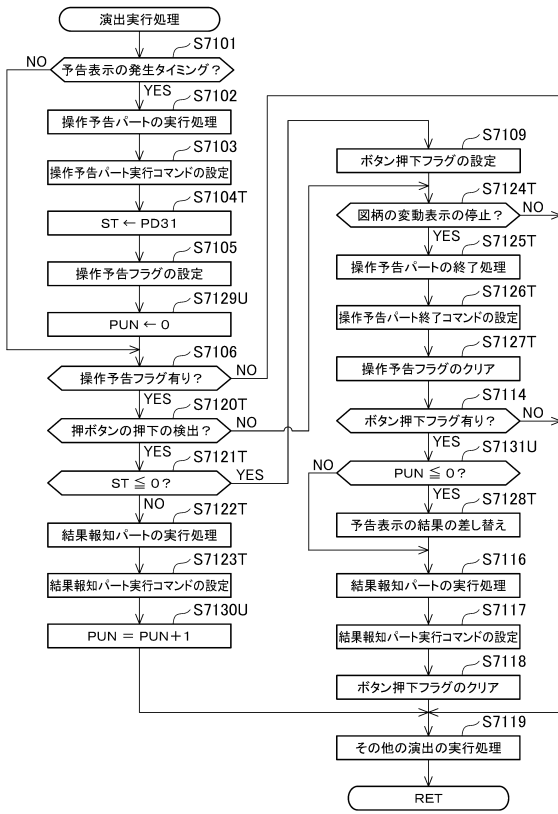 演出実行処理
S7101
予告表示の発生タイミング？
NO
YES
S7102
操作予告パートの実行処理
S7103
操作予告パート実行コマンドの設定
S7104T
ST ← PD31
S7105
操作予告フラグの設定
S7129U
PUN ← 0
S7106
操作予告フラグ有り？
NO
YES
S7120T
押ボタンの押下の検出？
NO
YES
S7121T
ST ≦ 0？
YES
NO
S7122T
結果報知パートの実行処理
S7123T
結果報知パート実行コマンドの設定
S7130U
PUN = PUN+1
S7109
ボタン押下フラグの設定
S7124T
図柄の変動表示の停止？
NO
YES
S7125T
操作予告パートの終了処理
S7126T
操作予告パート終了コマンドの設定
S7127T
操作予告フラグのクリア
S7114
ボタン押下フラグ有り？
NO
YES
S7131U
NO
PUN ≦ 0？
YES
S7128T
予告表示の結果の差し替え
S7116
結果報知パートの実行処理
S7117
結果報知パート実行コマンドの設定
S7118
ボタン押下フラグのクリア
S7119
その他の演出の実行処理
RET